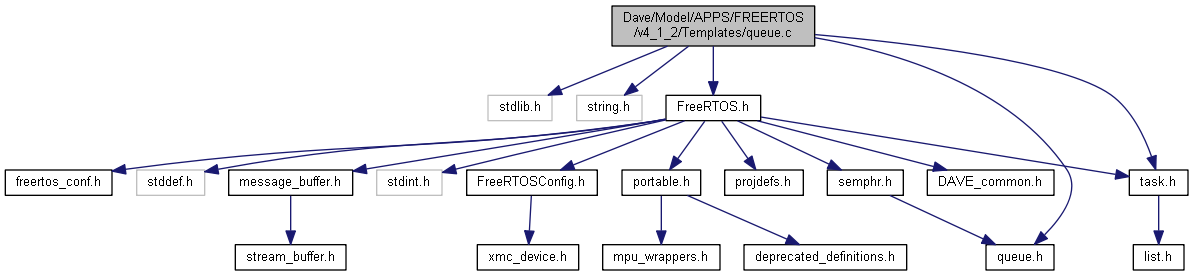 Dave/Model/APPS/FREERTOS
/v4_1_2/Templates/queue.c
stdlib.h
string.h
FreeRTOS.h
freertos_conf.h
stddef.h
message_buffer.h
stdint.h
FreeRTOSConfig.h
portable.h
projdefs.h
semphr.h
DAVE_common.h
task.h
stream_buffer.h
xmc_device.h
mpu_wrappers.h
deprecated_definitions.h
queue.h
list.h